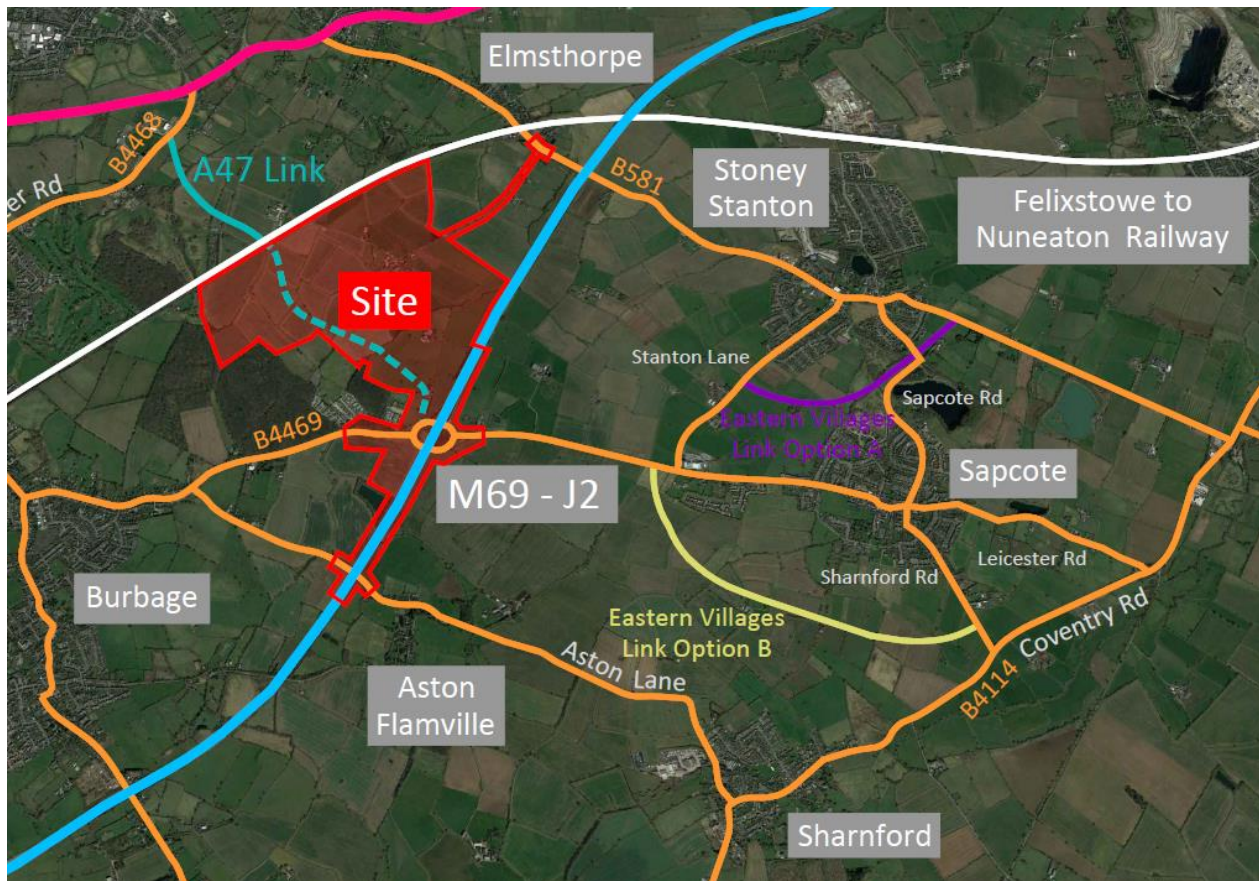 Elmsthorpe
B4468
A47 Link
ter Rd
B581
Stoney
Stanton
Felixstowe to
Nuneaton Railway
Site
Stanton Lane
Sapcote Rd
Eastern Villages
Link Option A
B4469
M69 - J2
Sapcote
Leicester Rd
Sharnford Rd
Burbage
Eastern Villages
Link Option B
Coventry Rd
Aston Lane
B4114
Aston
Flamville
Sharnford